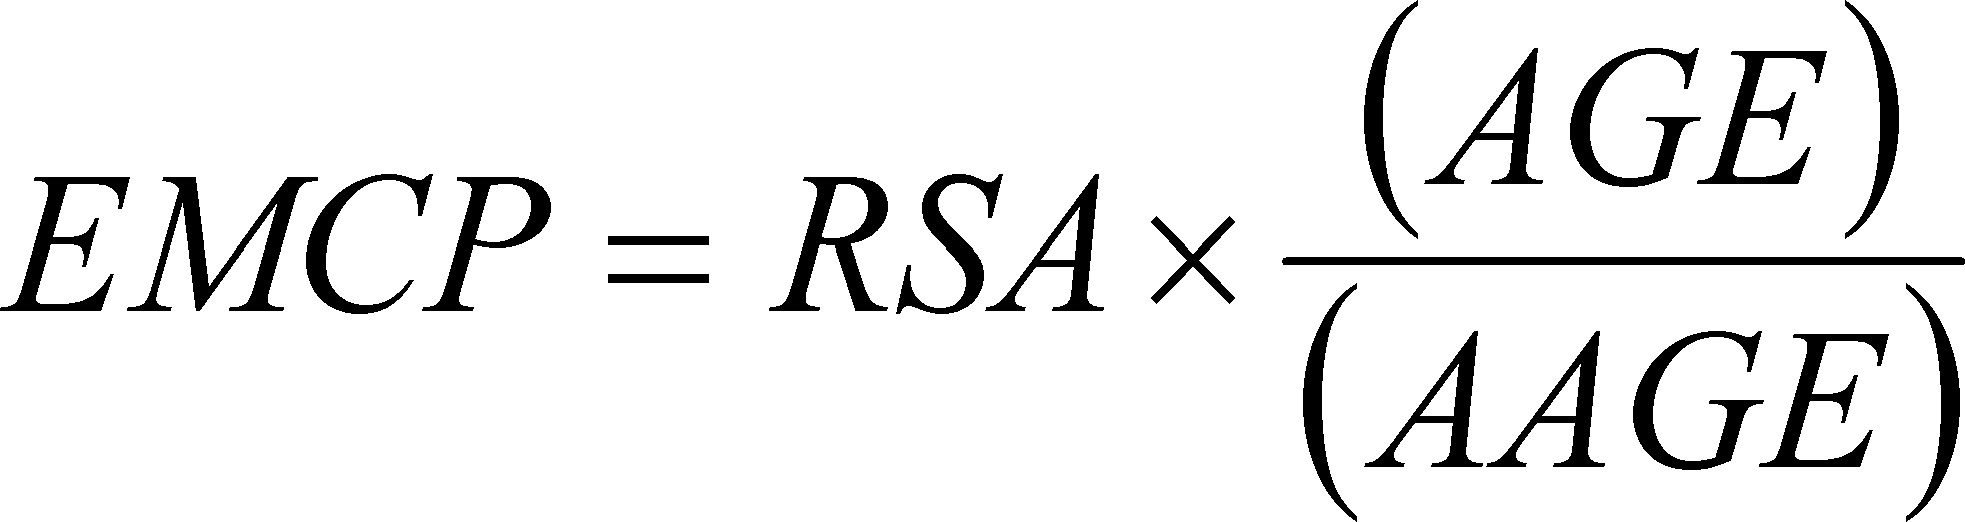 EMCP = RSA × (AGE) / (AAGE)